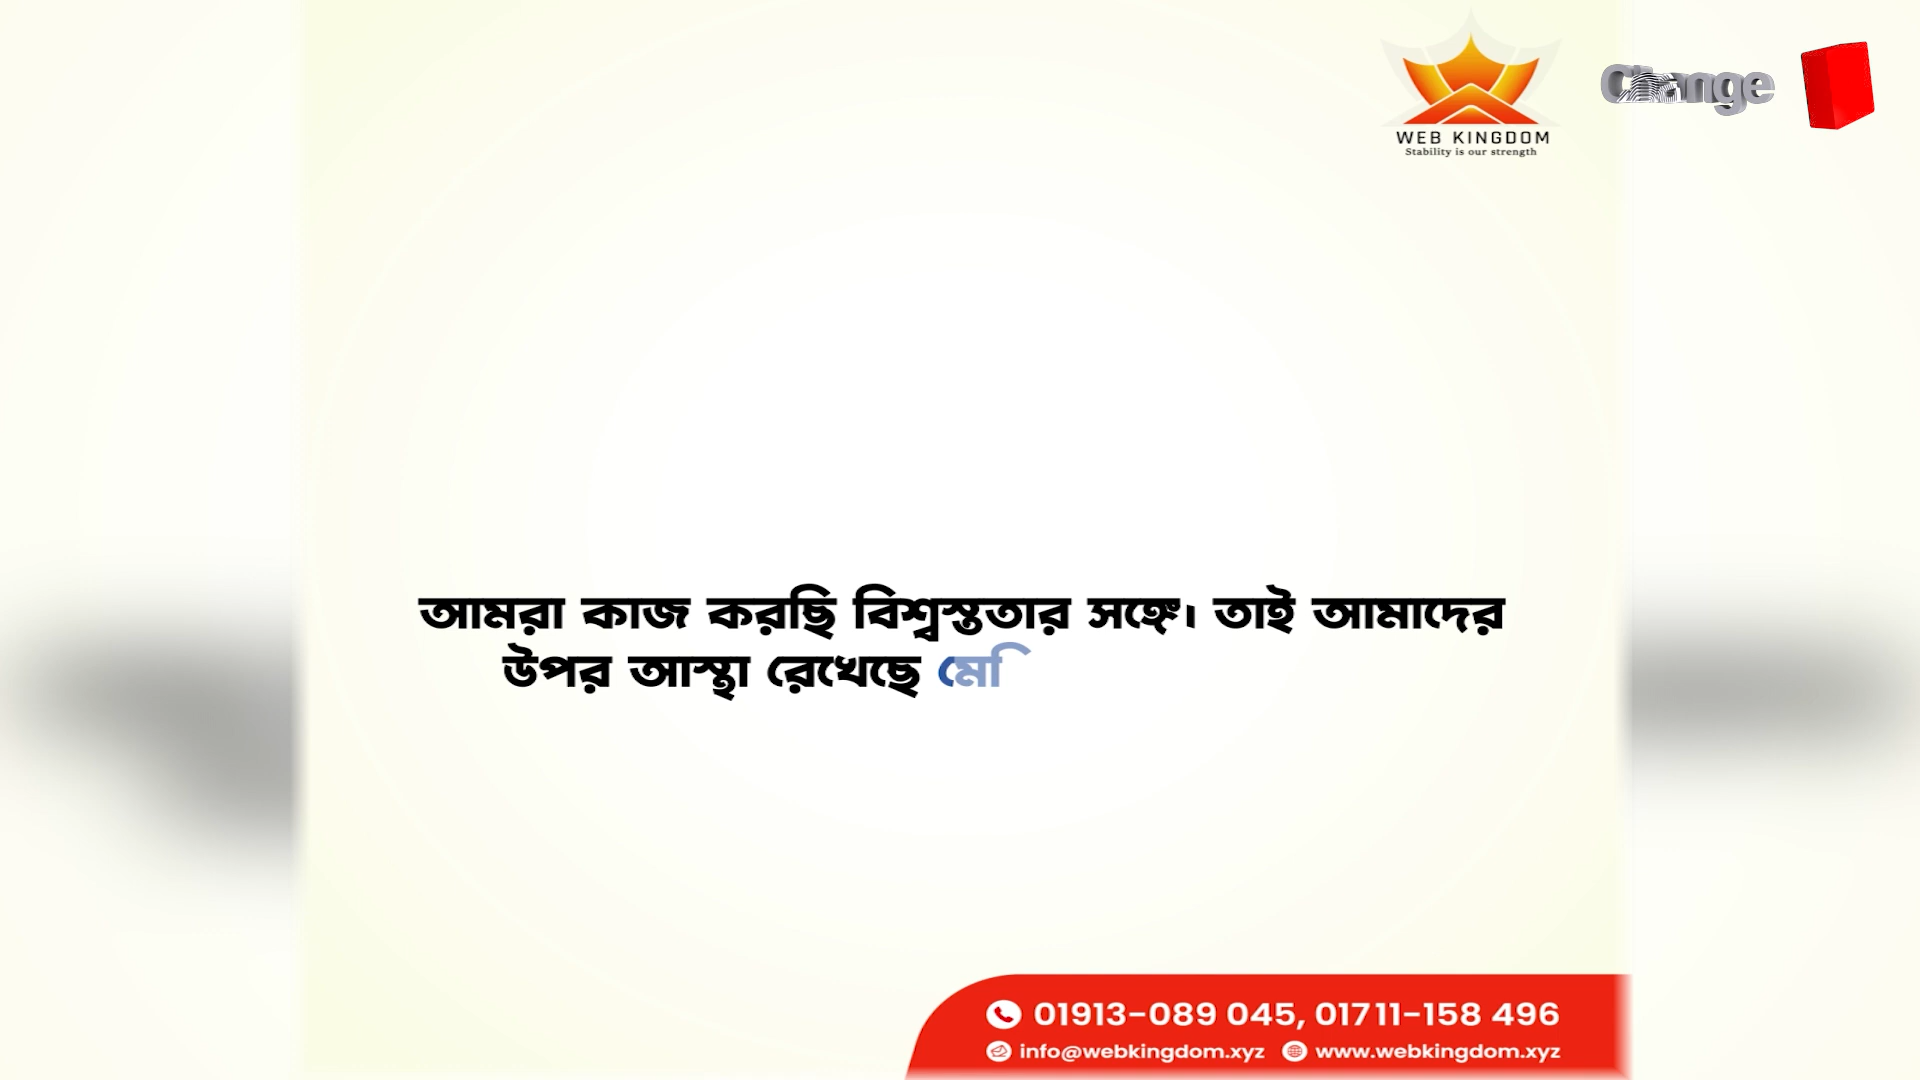 Change
WEB KINGDOM
Stability is our strength
আমরা কাজ করছি বিশ্বস্ততার সঙ্গে। তাই আমাদের
উপর আস্থা রেখেছে
01913-089 045, 01711-158 496
info@webkingdom.xyz www.webkingdom.xyz